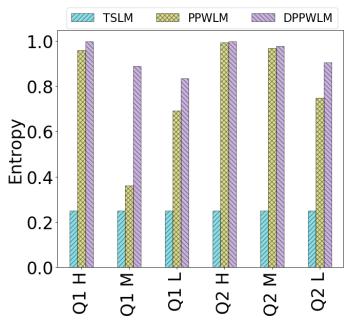 TSLM PPWLM DPPWLM
Entropy
1.0
0.8
0.6
0.4
0.2
0.0
Q1 H
Q1 M
Q1 L
Q2 H
Q2 M
Q2 L